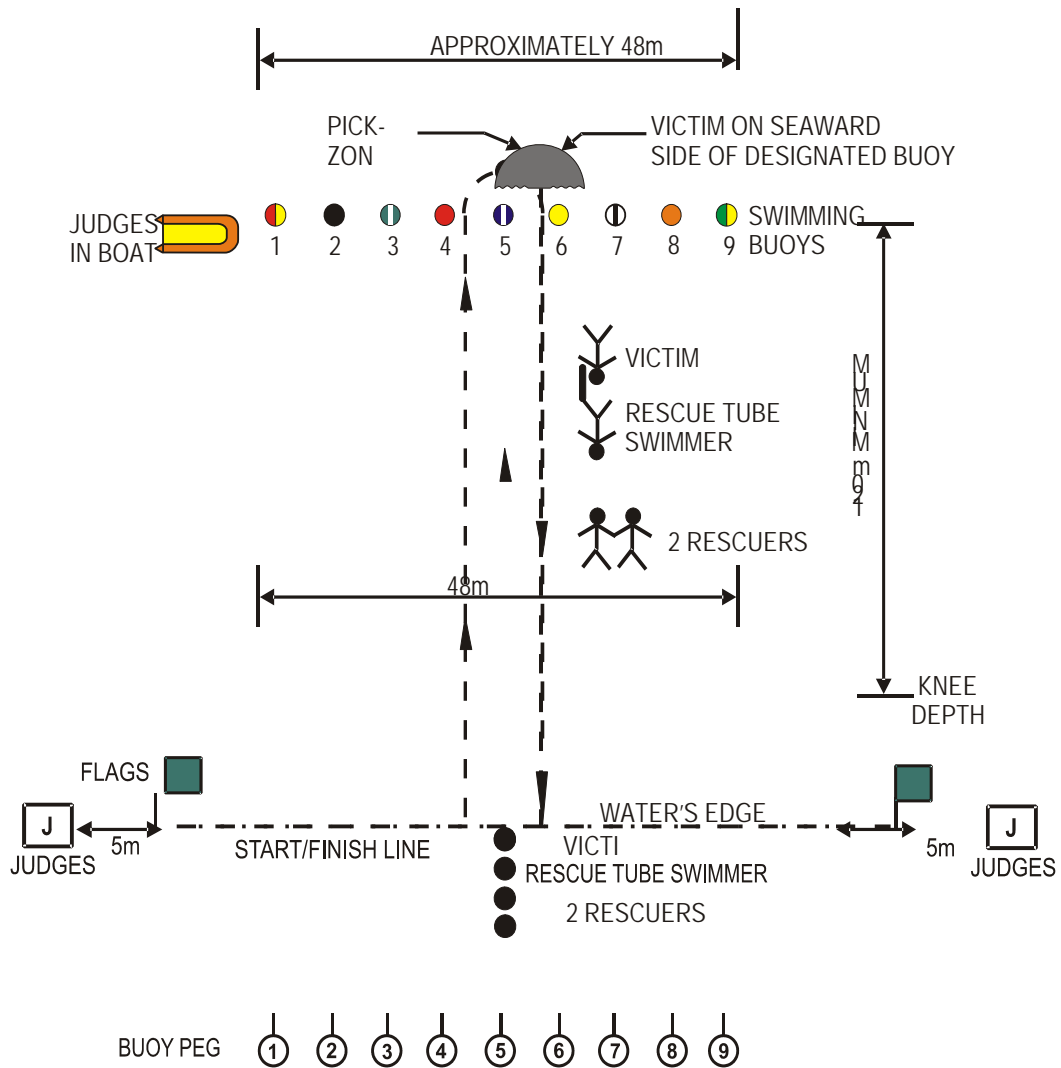 APPROXIMATELY 48m
PICK-
ZON
VICTIM ON SEAWARD
SIDE OF DESIGNATED BUOY
JUDGES
IN BOAT
1 2 3 4 5 6 7 8 9
SWIMMING
BUOYS
VICTIM
RESCUE TUBE
SWIMMER
120m MINIMUM
2 RESCUERS
48m
KNEE
DEPTH
FLAGS
J
5m
JUDGES
START/FINISH LINE
WATER'S EDGE
5m
J
JUDGES
VICTI
RESCUE TUBE SWIMMER
2 RESCUERS
BUOY PEG 1 2 3 4 5 6 7 8 9